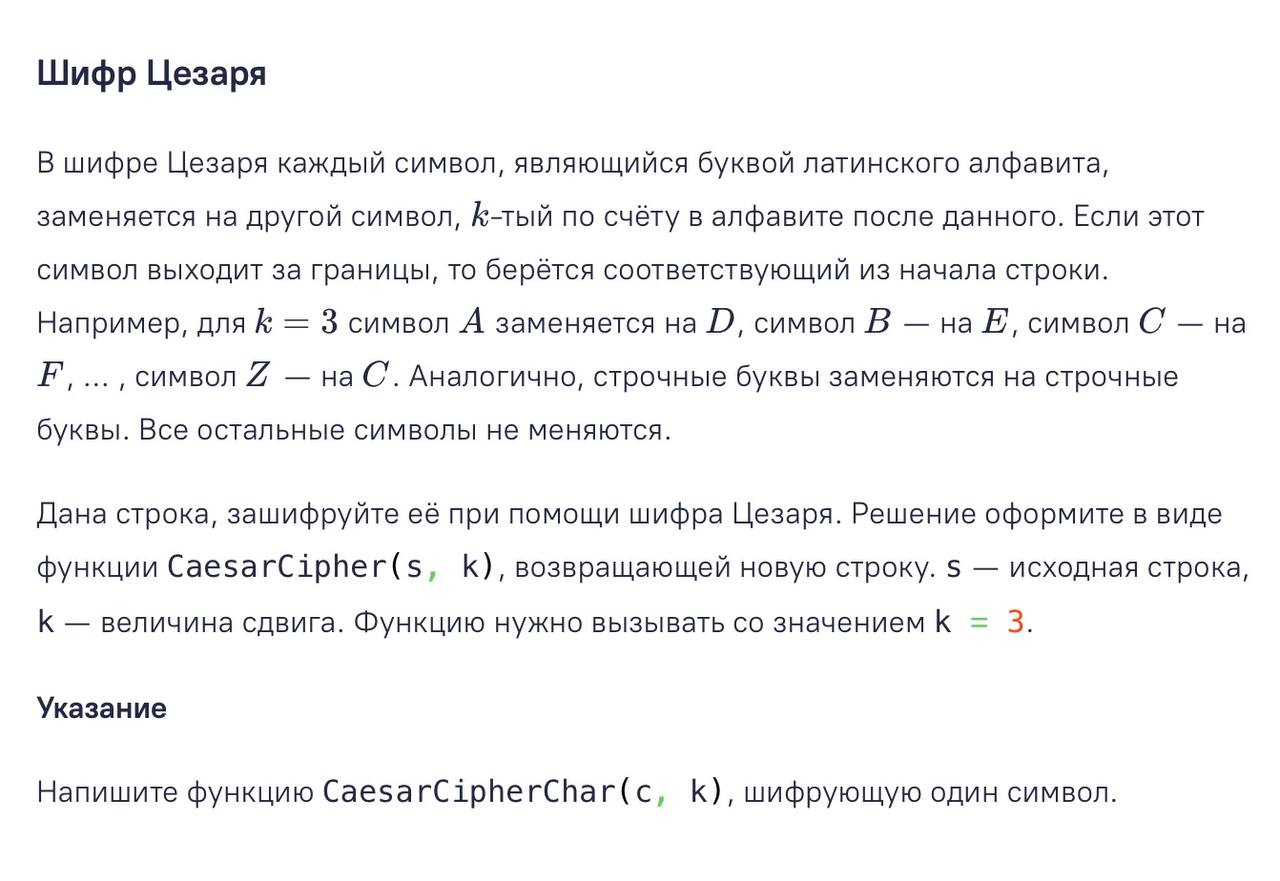 Шифр Цезаря
В шифре Цезаря каждый символ, являющийся буквой латинского алфавита,
заменяется на другой символ, k-тый по счёту в алфавите после данного. Если этот
символ выходит за границы, то берётся соответствующий из начала строки.
Например, для k = 3 символ A заменяется на D, символ B — на E, символ C — на
F, ... , символ Z — на C. Аналогично, строчные буквы заменяются на строчные
буквы. Все остальные символы не меняются.
Дана строка, зашифруйте её при помощи шифра Цезаря. Решение оформите в виде
функции CaesarCipher(s, k), возвращающей новую строку. s — исходная строка,
k — величина сдвига. Функцию нужно вызывать со значением k = 3.
Указание
Напишите функцию CaesarCipherChar(c, k), шифрующую один символ.